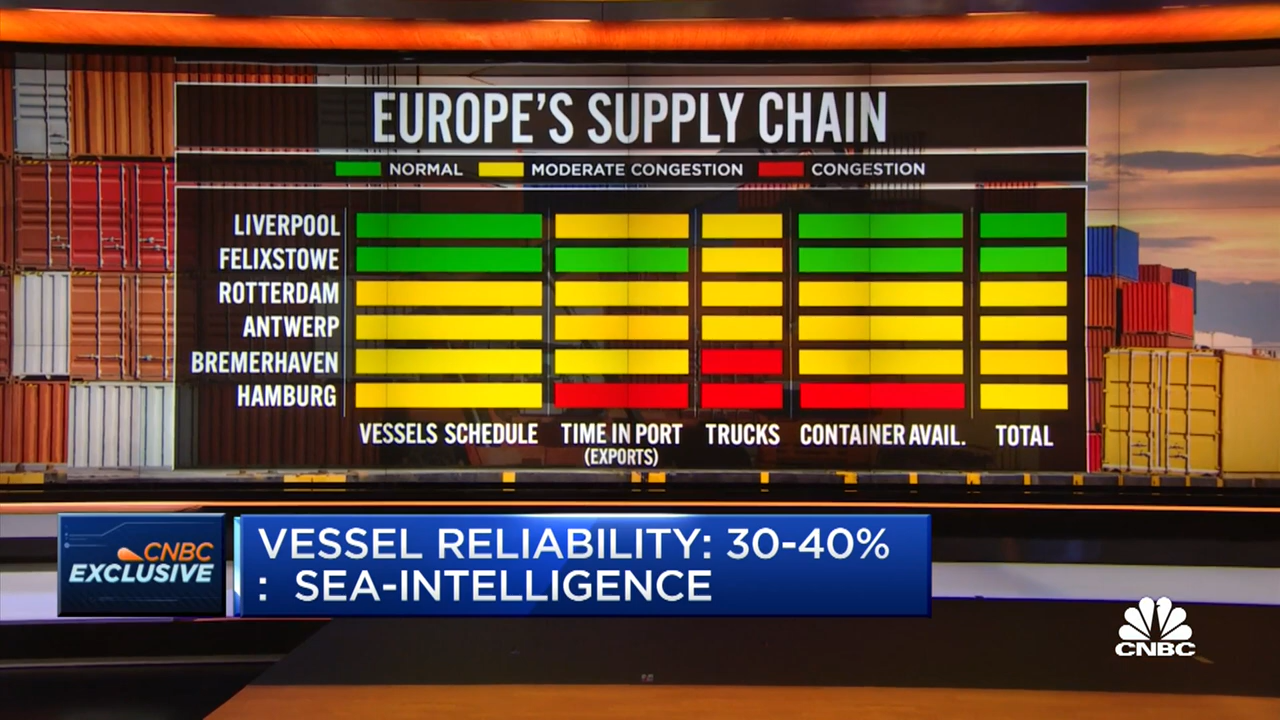 EUROPE'S SUPPLY CHAIN
NORMAL MODERATE CONGESTION CONGESTION
LIVERPOOL
FELIXSTOWE
ROTTERDAM
ANTWERP
BREMERHAVEN
HAMBURG
VESSELS SCHEDULE TIME IN PORT TRUCKS CONTAINER AVAIL. TOTAL
(EXPORTS)
CNBC
EXCLUSIVE
VESSEL RELIABILITY: 30-40%
: SEA-INTELLIGENCE
CNBC